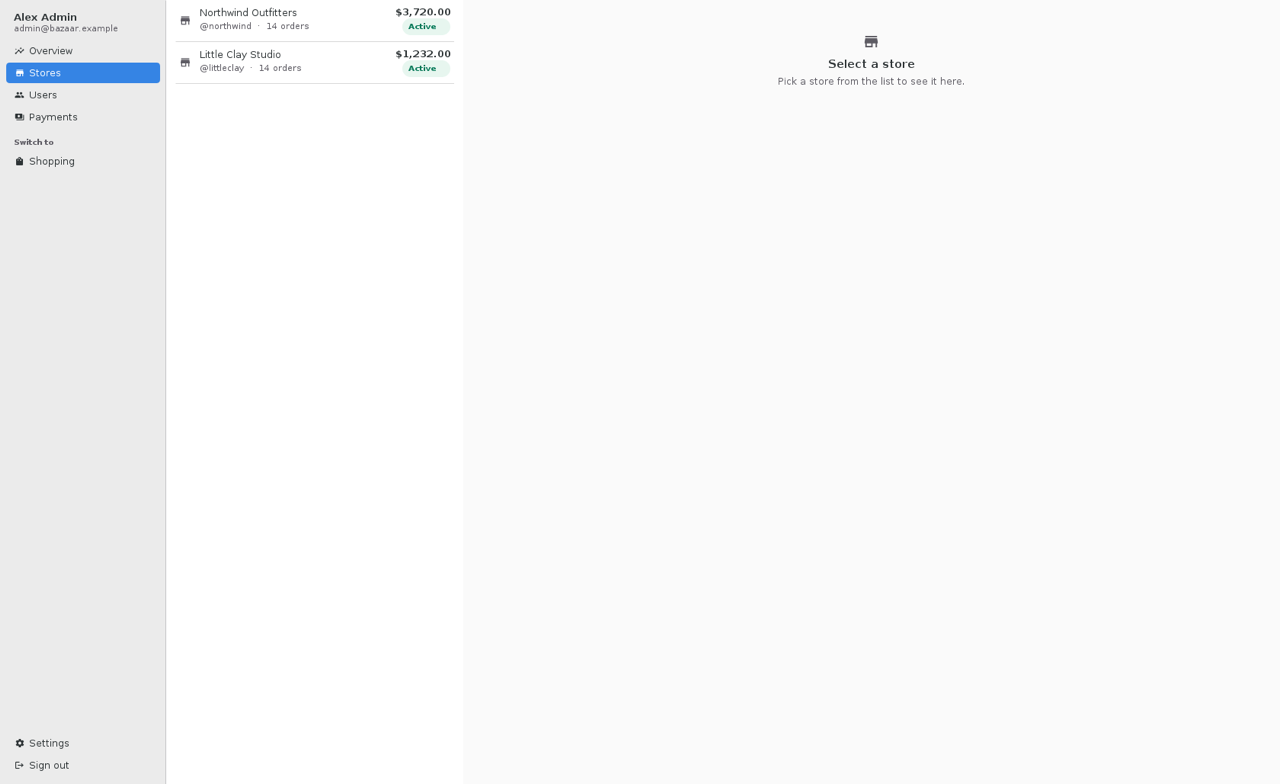 Alex Admin
admin@bazaar.example
Overview
Stores
Users
Payments
Switch to
Shopping
Settings
Sign out
Northwind Outfitters
$3,720.00
@northwind · 14 orders
Active
Little Clay Studio
$1,232.00
@littleclay · 14 orders
Active
Select a store
Pick a store from the list to see it here.